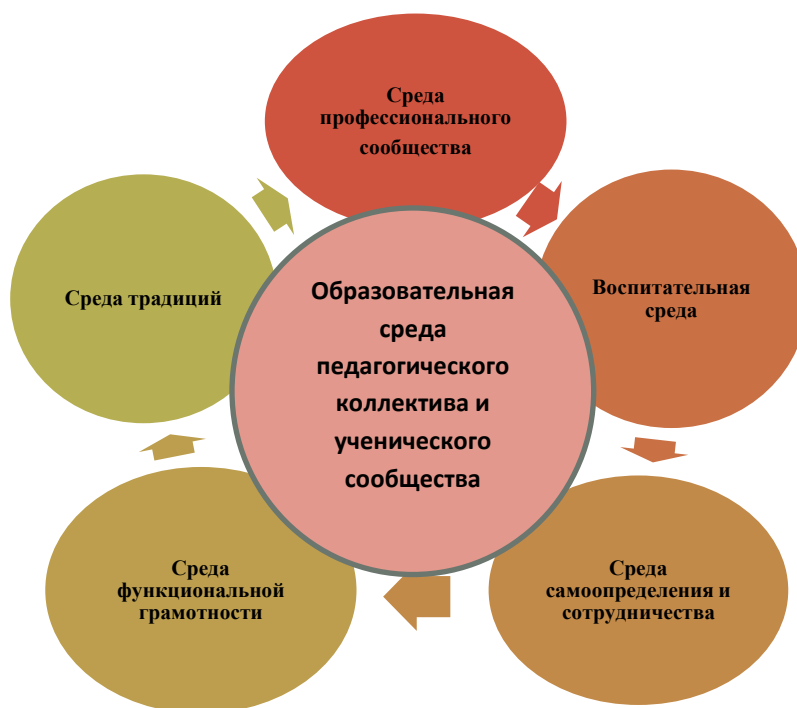 Среда
профессионального
сообщества
Воспитательная
среда
Среда
самоопределения и
сотрудничества
Среда
функциональной
грамотности
Среда традиций
Образовательная
среда
педагогического
коллектива и
ученического
сообщества